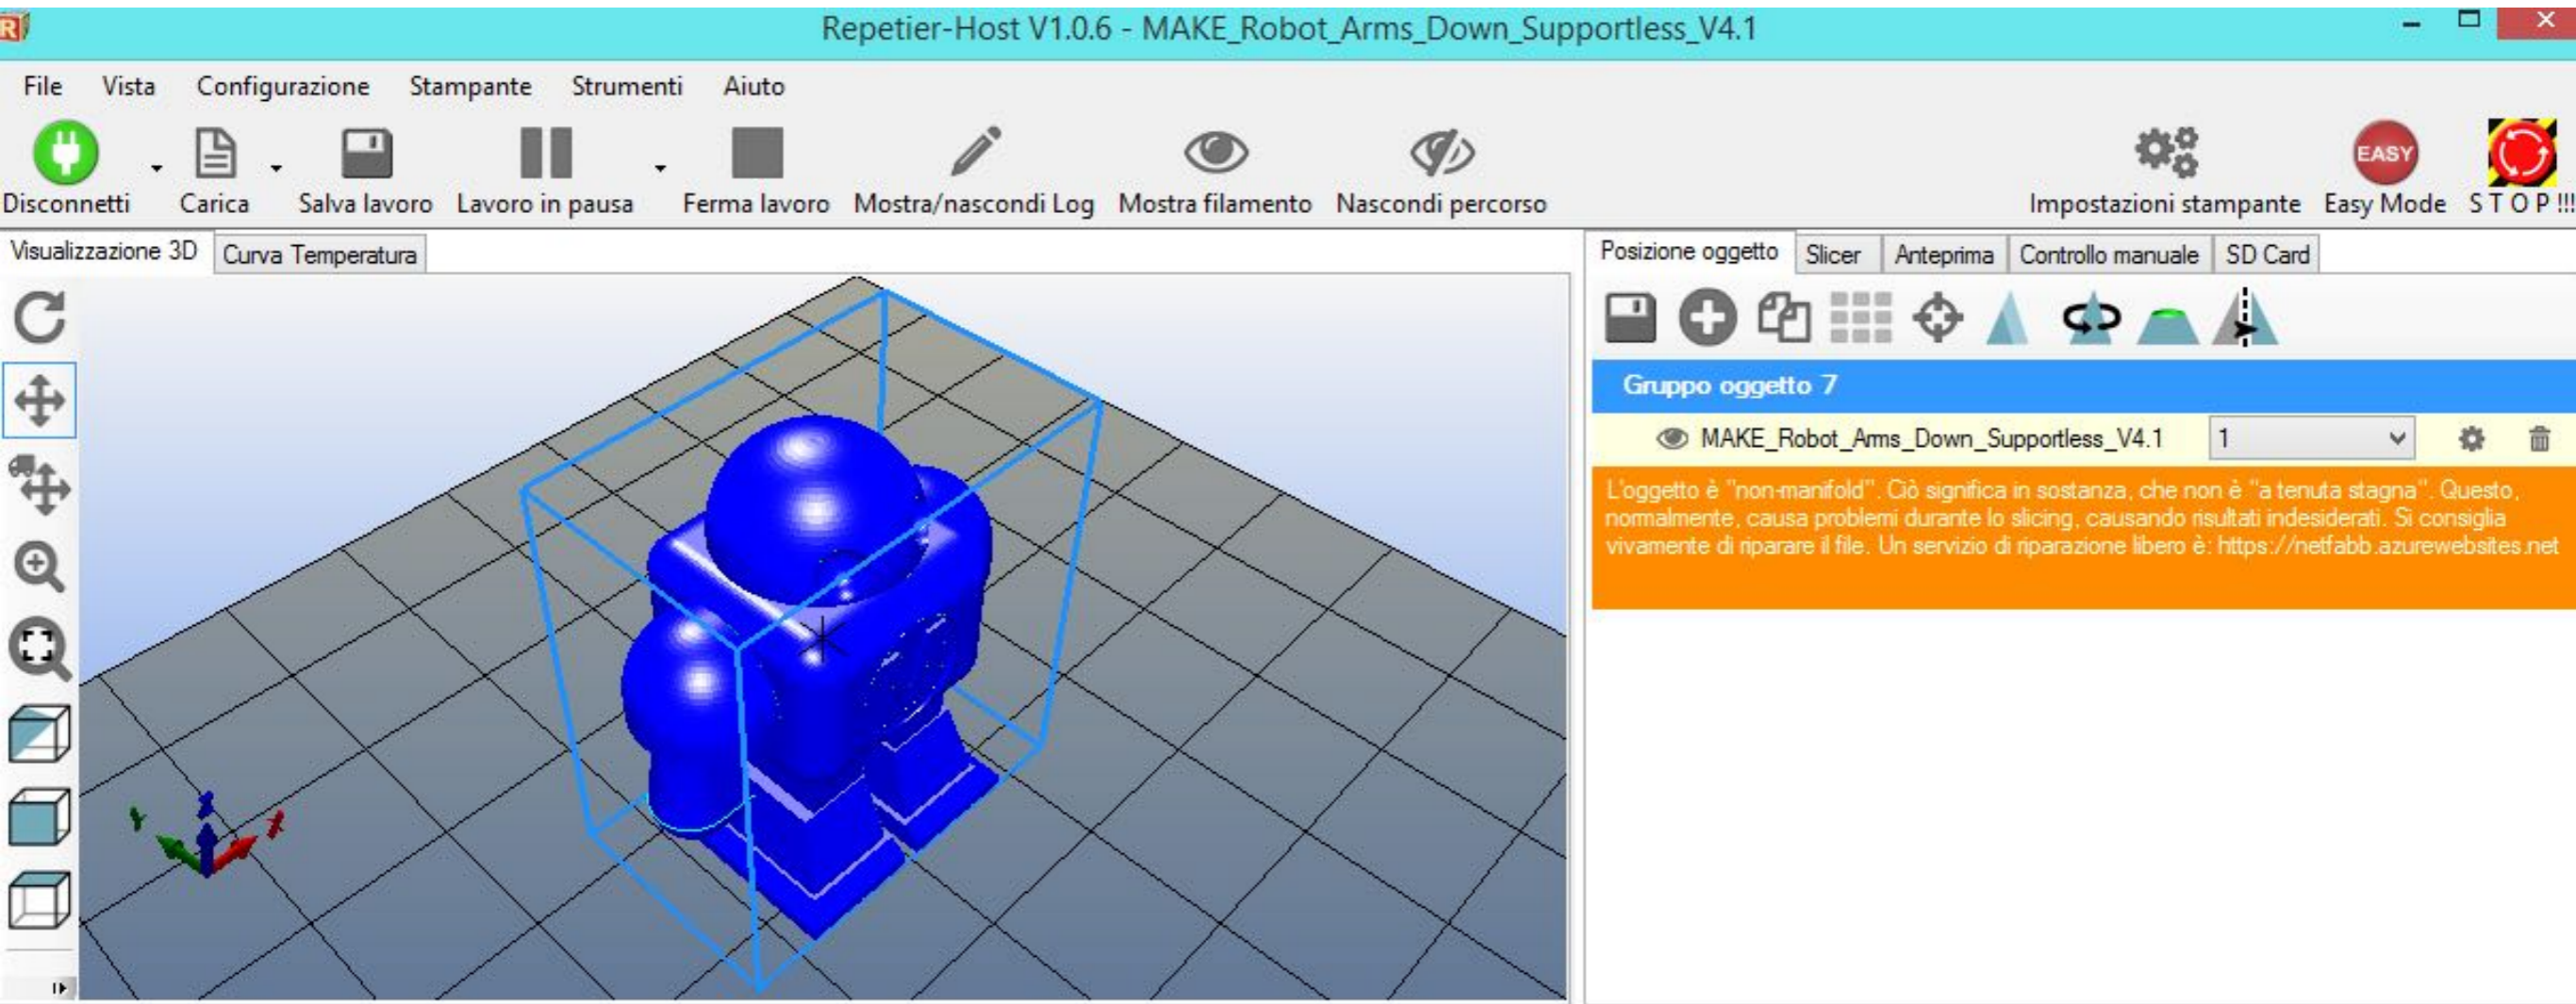 R
Repetier-Host V1.0.6 - MAKE_Robot_Arms_Down_Supportless_V4.1
File Vista Configurazione Stampante Strumenti Aiuto
EASY
Disconnetti Carica Salva lavoro Lavoro in pausa Ferma lavoro Mostra/nascondi Log Mostra filamento Nascondi percorso Impostazioni stampante Easy Mode S T O P !!!
Visualizzazione 3D Curva Temperatura Posizione oggetto Slicer Anteprima Controllo manuale SD Card
Gruppo oggetto 7
MAKE_Robot_Arms_Down_Supportless_V4.1 1
L'oggetto è "non-manifold". Ciò significa in sostanza, che non è "a tenuta stagna". Questo,
normalmente, causa problemi durante lo slicing, causando risultati indesiderati. Si consiglia
vivamente di riparare il file. Un servizio di riparazione libero è: https://netfabb.azurewebsites.net
Y Z X